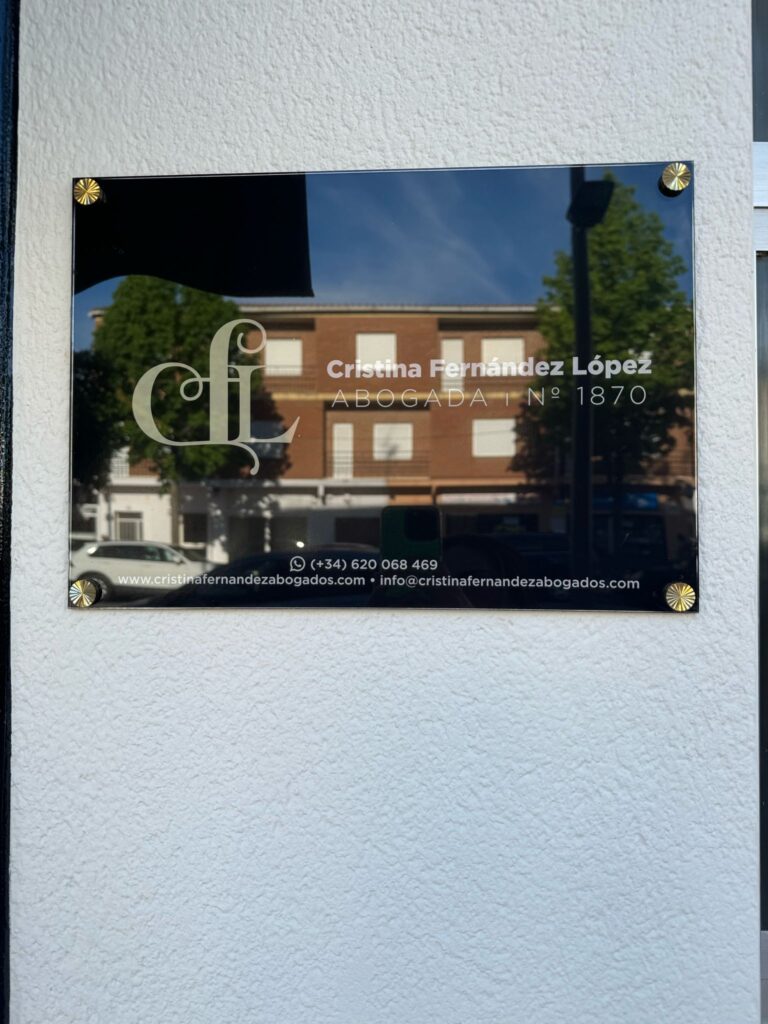 cfL
Cristina Fernández López
ABOGADA | Nº 1870
(+34) 620 068 469
www.cristinafernandezabogados.com • info@cristinafernandezabogados.com